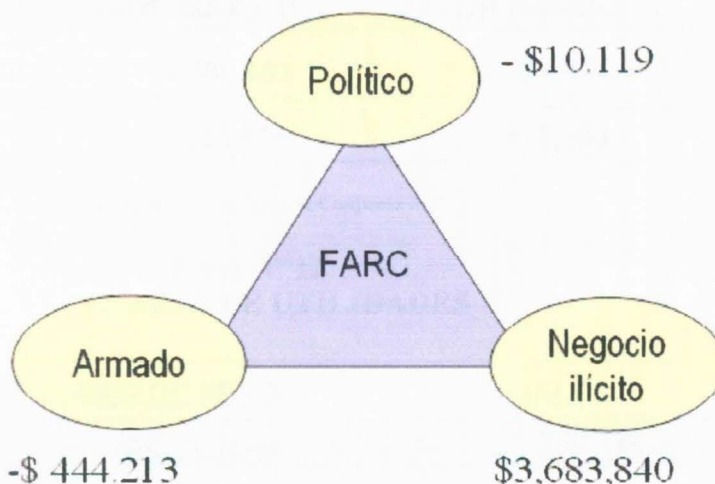 Político
- $10.119
FARC
Armado
Negocio
ilícito
-$ 444.213
$3,683,840